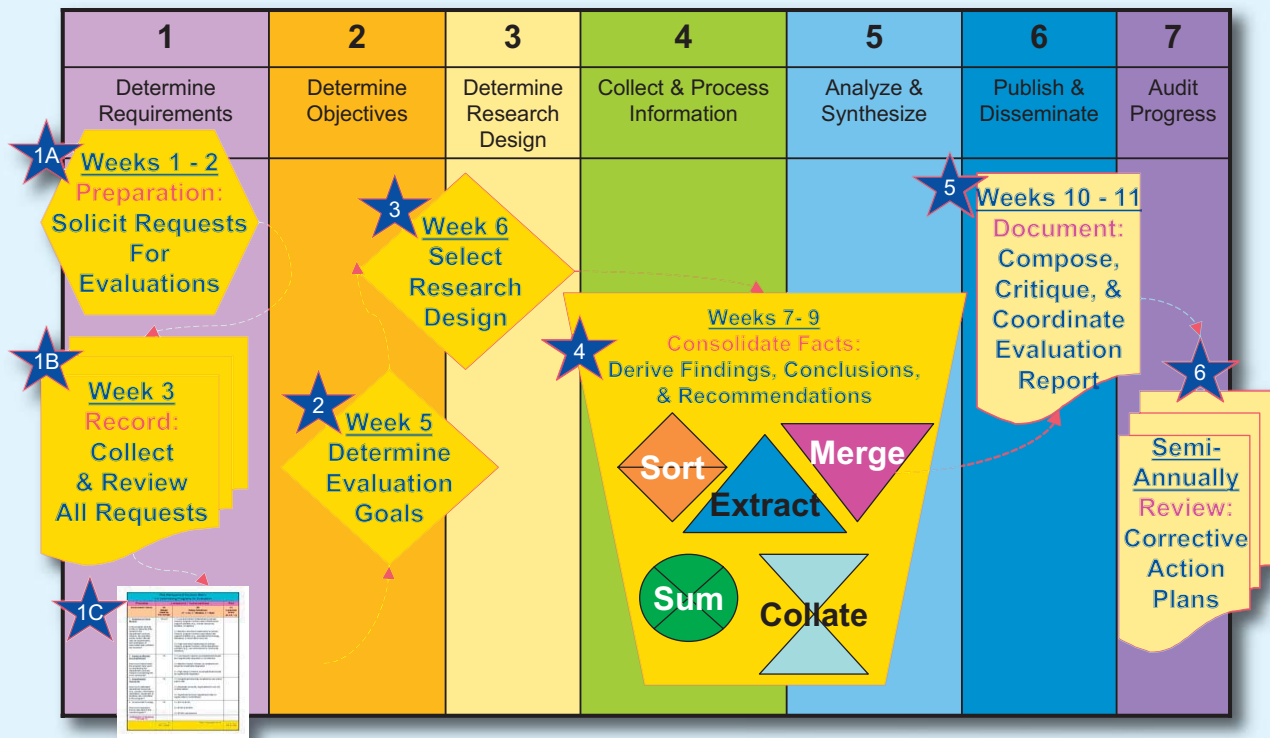 1
2
3
4
5
6
7
Determine
Requirements
Determine
Objectives
Determine
Research
Design
Collect & Process
Information
Analyze &
Synthesize
Publish &
Disseminate
Audit
Progress
1A
Weeks 1 - 2
Preparation:
Solicit Requests
For
Evaluations
1B
Week 3
Record:
Collect
& Review
All Requests
1C
2
Week 5
Determine
Evaluation
Goals
3
Week 6
Select
Research
Design
4
Weeks 7- 9
Consolidate Facts:
Derive Findings, Conclusions,
& Recommendations
Sort
Extract
Merge
Sum
Collate
5
Weeks 10 - 11
Document:
Compose,
Critique, &
Coordinate
Evaluation
Report
6
Semi-
Annually
Review:
Corrective
Action
Plans